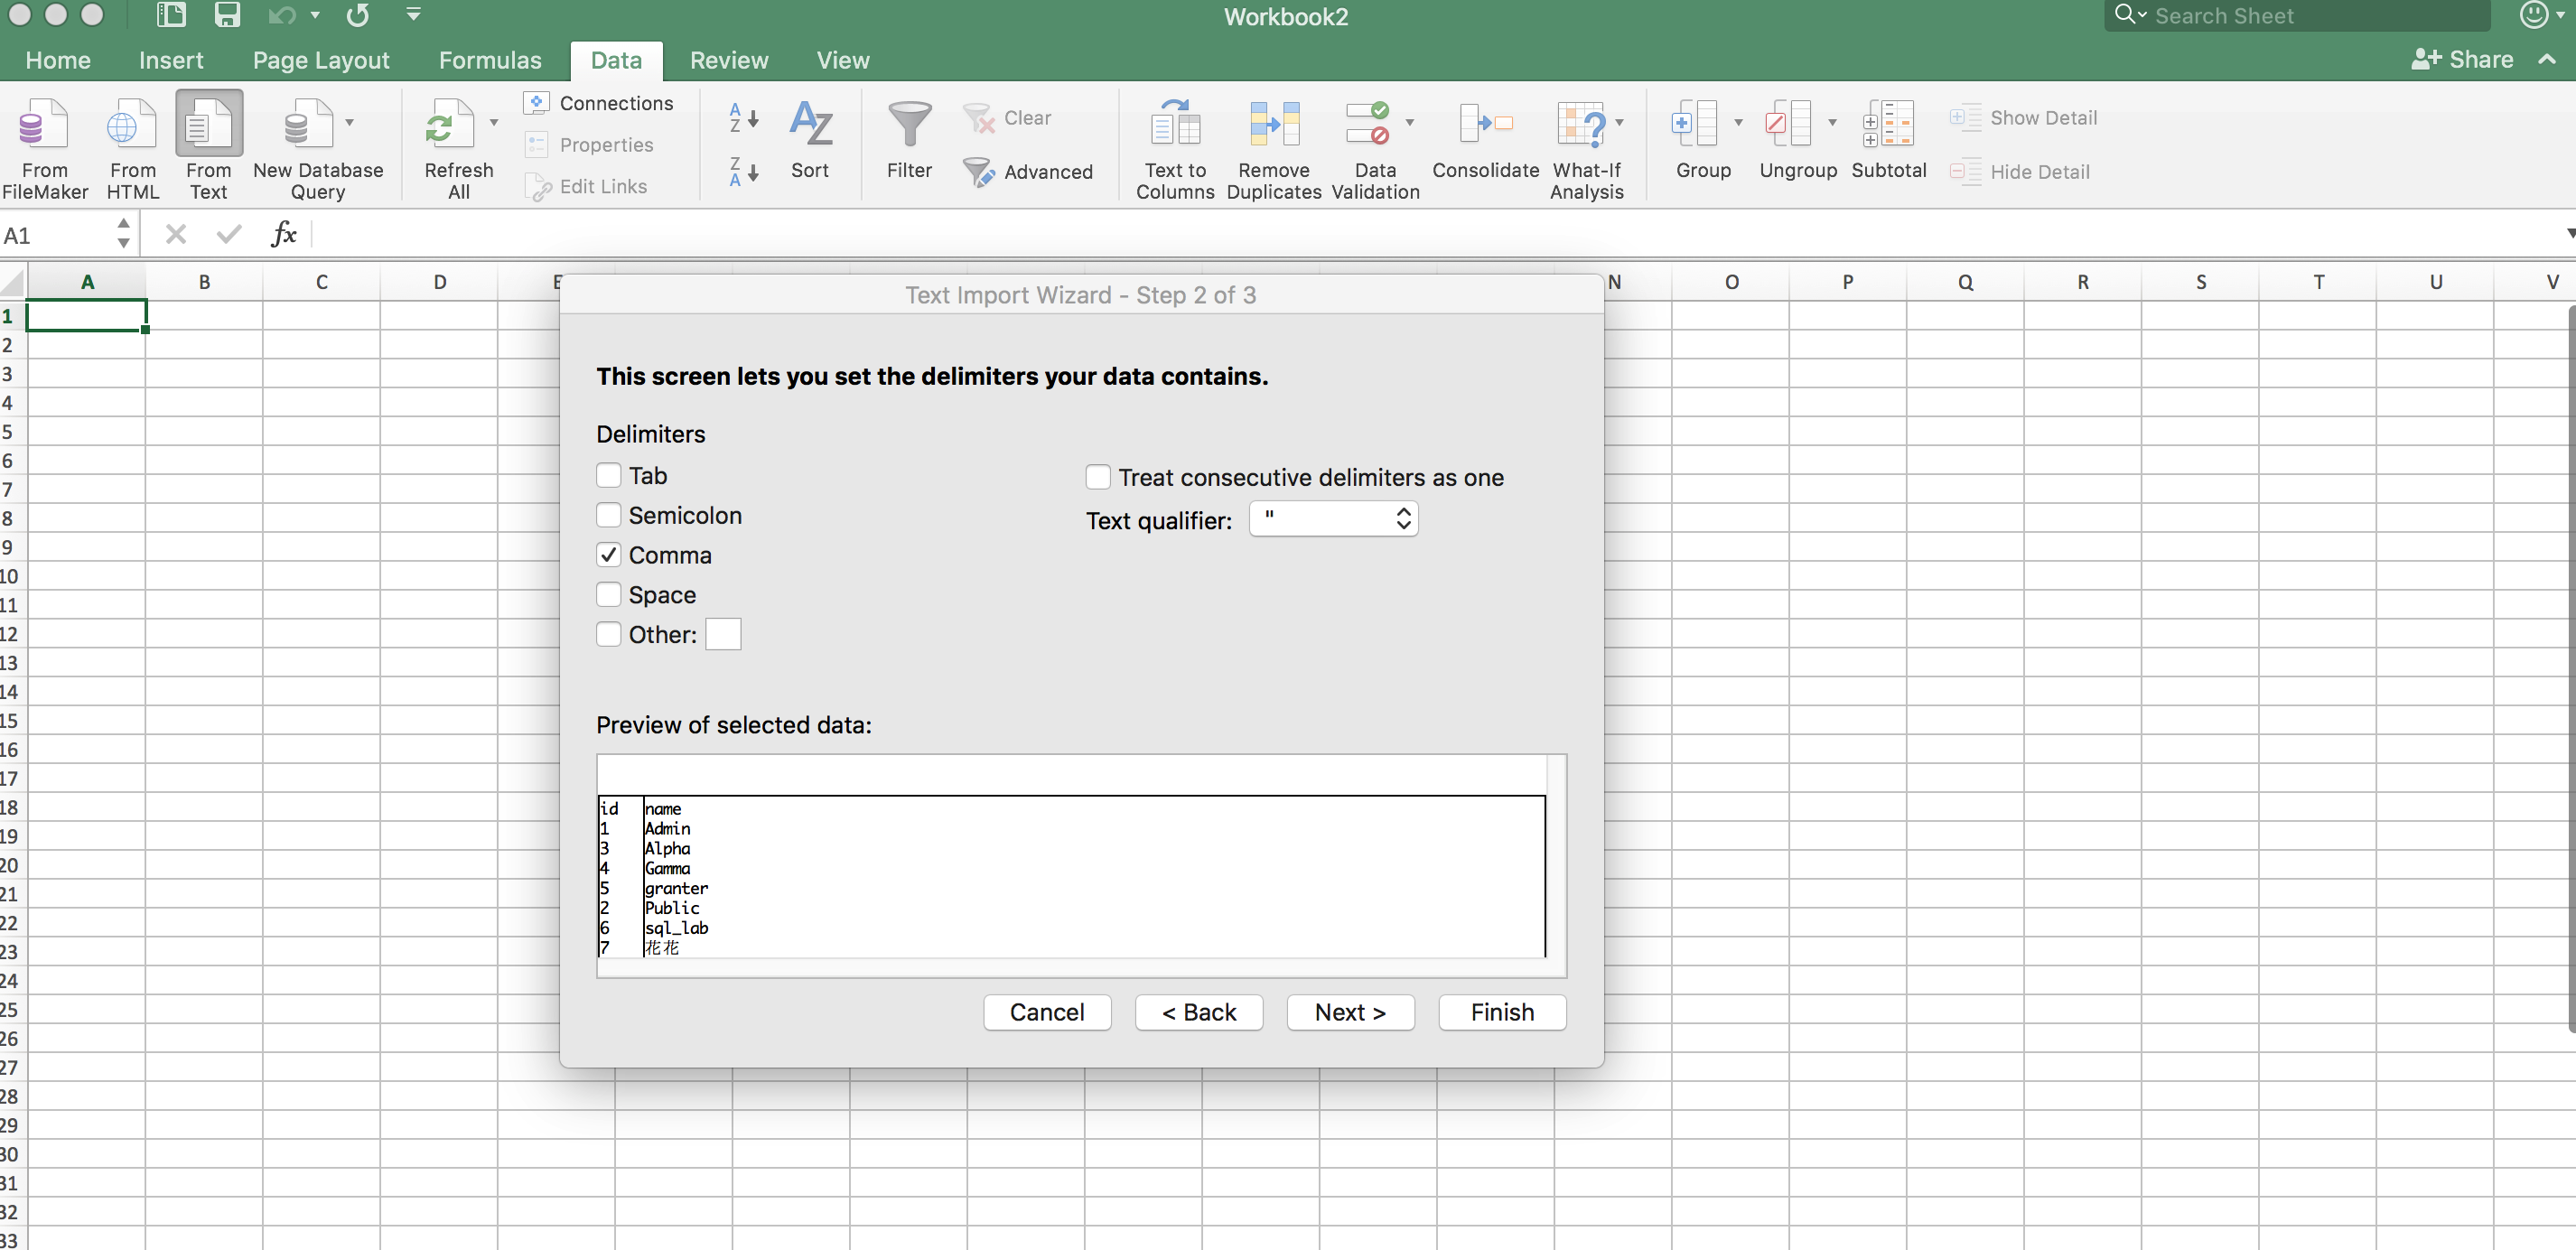 Workbook2
Search Sheet
Home Insert Page Layout Formulas Data Review View
Share
From FileMaker
From HTML
From Text
New Database Query
Refresh All
Connections
Properties
Edit Links
A Z
Z A
AZ
Sort
Filter
Clear
Advanced
Text to Columns
Remove Duplicates
Data Validation
Consolidate
What-If Analysis
Group
Ungroup
Subtotal
Show Detail
Hide Detail
A1
fx
A B C D E N O P Q R S T U V
1
2
3
4
5
6
7
8
9
10
11
12
13
14
15
16
17
18
19
20
21
22
23
24
25
26
27
28
29
30
31
32
33
Text Import Wizard - Step 2 of 3
This screen lets you set the delimiters your data contains.
Delimiters
Tab
Semicolon
Comma
Space
Other:
Treat consecutive delimiters as one
Text qualifier: "
Preview of selected data:
id name
1 Admin
3 Alpha
4 Gamma
5 granter
2 Public
6 sql_lab
7 花花
Cancel < Back Next > Finish